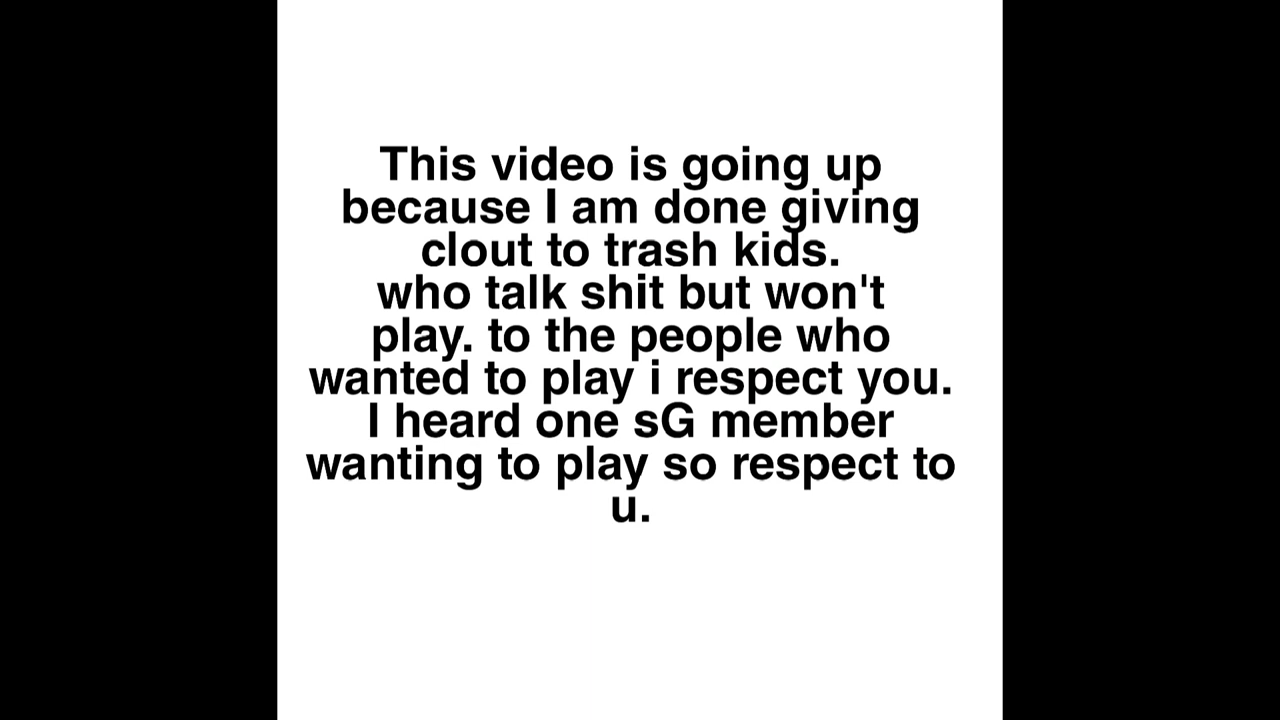 This video is going up
because I am done giving
clout to trash kids.
who talk shit but won't
play. to the people who
wanted to play i respect you.
I heard one sG member
wanting to play so respect to
u.